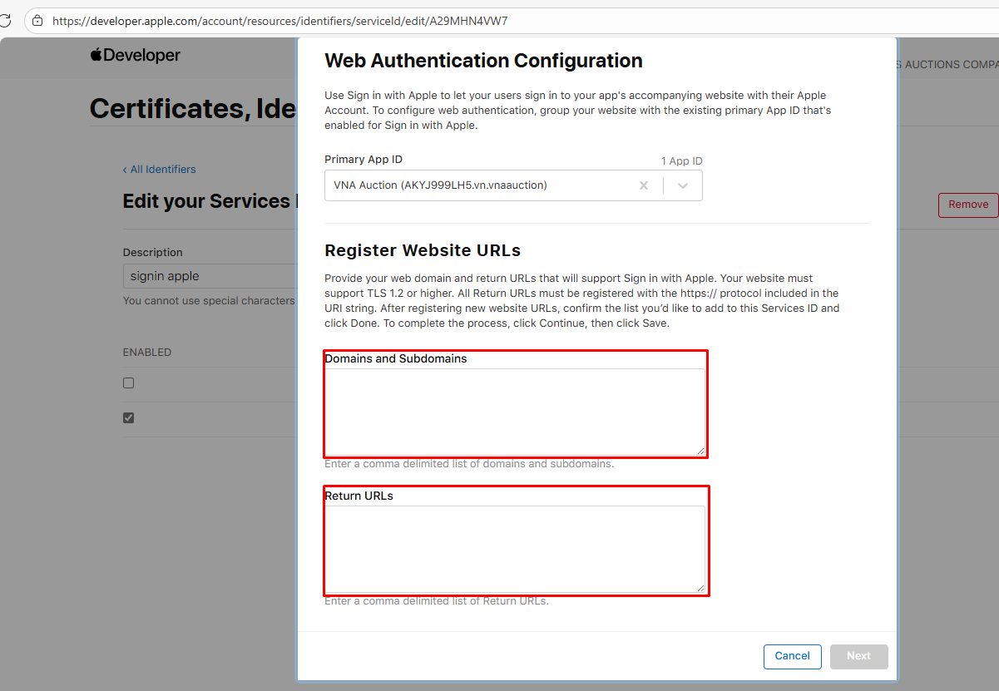 https://developer.apple.com/account/resources/identifiers/serviceId/edit/A29MHN4VW7
Developer
S AUCTIONS COMPA
Certificates, Ide
‹ All Identifiers
Edit your Services I
Remove
Description
signin apple
You cannot use special characters
ENABLED
Web Authentication Configuration
Use Sign in with Apple to let your users sign in to your app's accompanying website with their Apple
Account. To configure web authentication, group your website with the existing primary App ID that's
enabled for Sign in with Apple.
Primary App ID
1 App ID
VNA Auction (AKYJ999LH5.vn.vnaauction)
Register Website URLs
Provide your web domain and return URLs that will support Sign in with Apple. Your website must
support TLS 1.2 or higher. All Return URLs must be registered with the https:// protocol included in the
URI string. After registering new website URLs, confirm the list you’d like to add to this Services ID and
click Done. To complete the process, click Continue, then click Save.
Domains and Subdomains
Enter a comma delimited list of domains and subdomains.
Return URLs
Enter a comma delimited list of Return URLs.
Cancel
Next